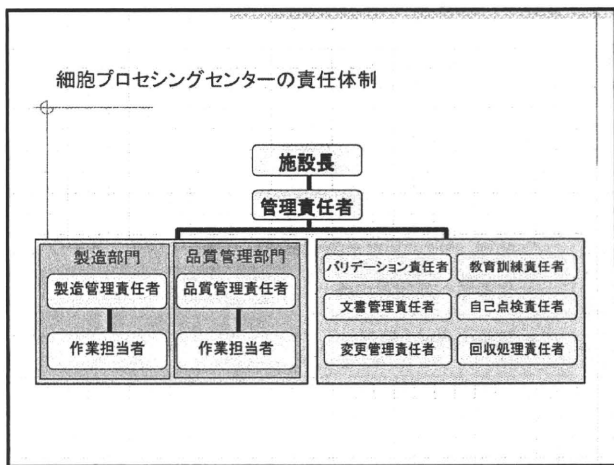 細胞プロセシングセンターの責任体制
施設長
管理責任者
製造部門
製造管理責任者
作業担当者
品質管理部門
品質管理責任者
作業担当者
バリデーション責任者
教育訓練責任者
文書管理責任者
自己点検責任者
変更管理責任者
回収処理責任者